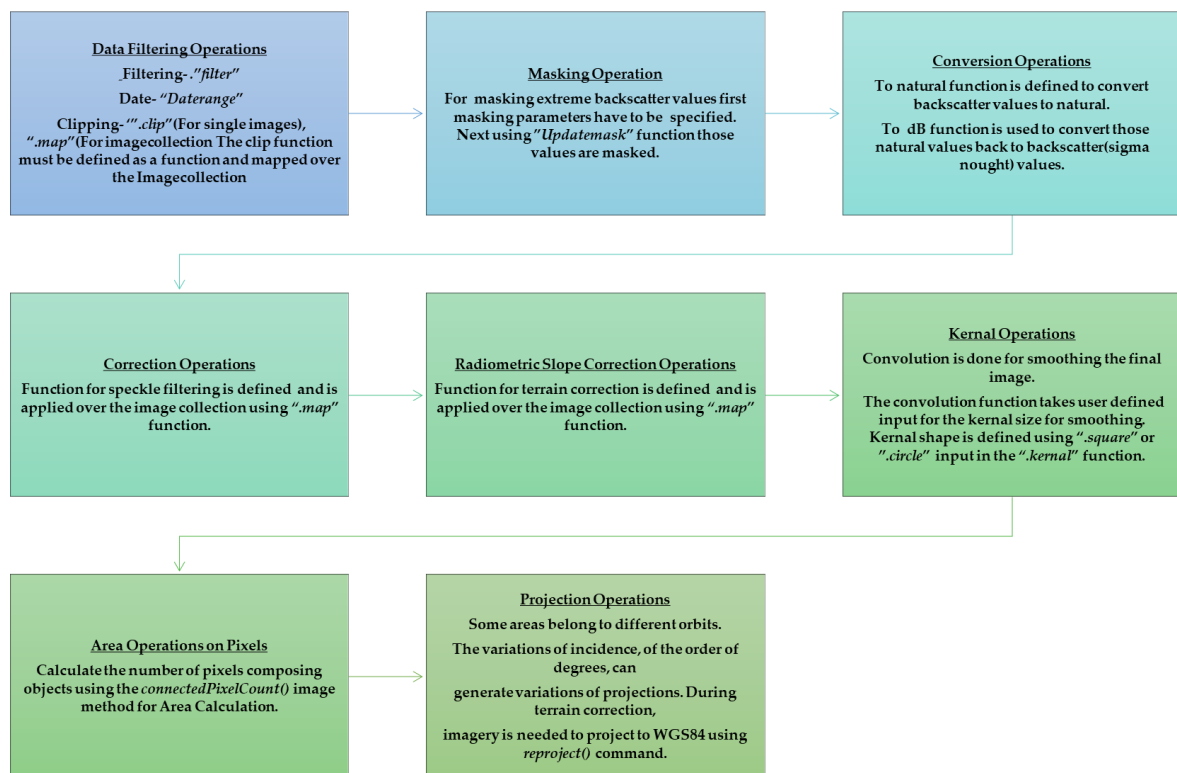 Data Filtering Operations
Filtering- .”filter”
Date- “Daterange”
Clipping- ‘”.clip”(For single images),
“.map”(For imagecollection The clip function
must be defined as a function and mapped over
the Imagecollection
Masking Operation
For masking extreme backscatter values first
masking parameters have to be specified.
Next using ”Updatemask” function those
values are masked.
Conversion Operations
To natural function is defined to convert
backscatter values to natural.
To dB function is used to convert those
natural values back to backscatter(sigma
nought) values.
Correction Operations
Function for speckle filtering is defined and is
applied over the image collection using “.map”
function.
Radiometric Slope Correction Operations
Function for terrain correction is defined and is
applied over the image collection using “.map”
function.
Kernal Operations
Convolution is done for smoothing the final
image.
The convolution function takes user defined
input for the kernal size for smoothing.
Kernal shape is defined using “.square” or
”.circle” input in the “.kernal” function.
Area Operations on Pixels
Calculate the number of pixels composing
objects using the connectedPixelCount() image
method for Area Calculation.
Projection Operations
Some areas belong to different orbits.
The variations of incidence, of the order of
degrees, can
generate variations of projections. During
terrain correction,
imagery is needed to project to WGS84 using
reproject() command.